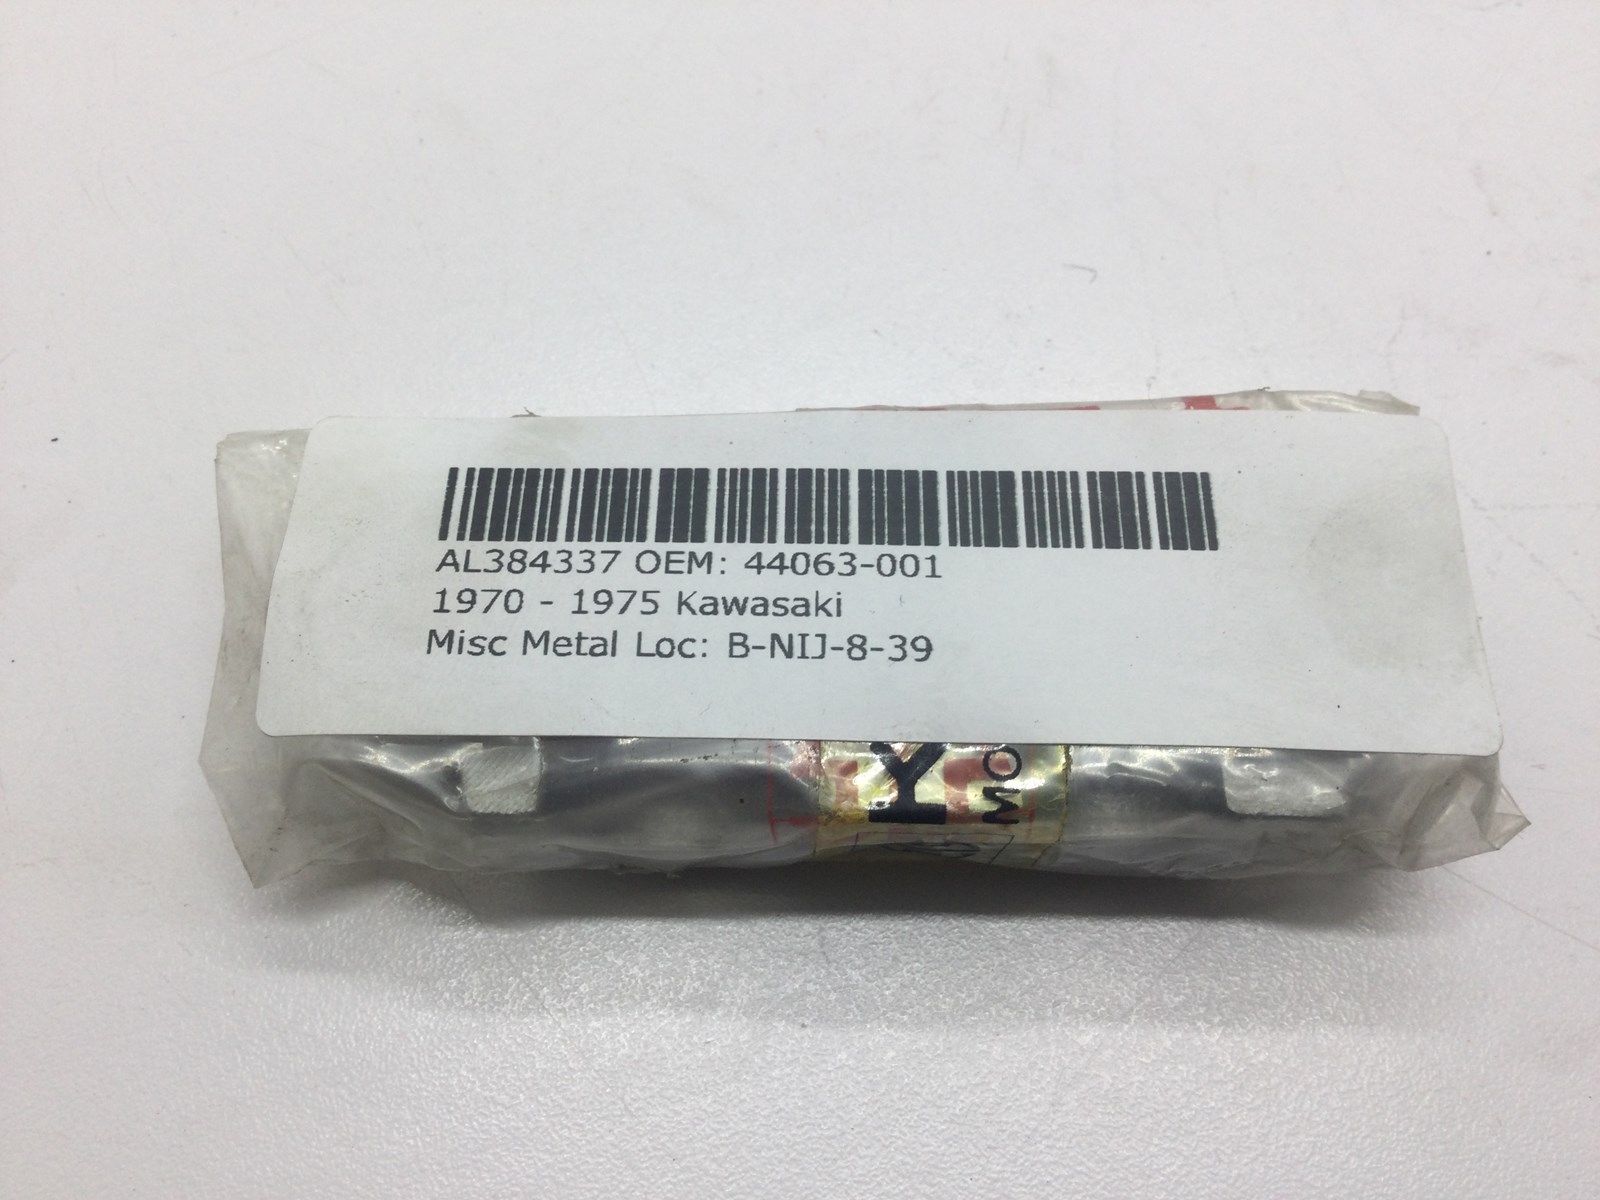 AL384337 OEM: 44063-001
1970 - 1975 Kawasaki
Misc Metal Loc: B-NIJ-8-39